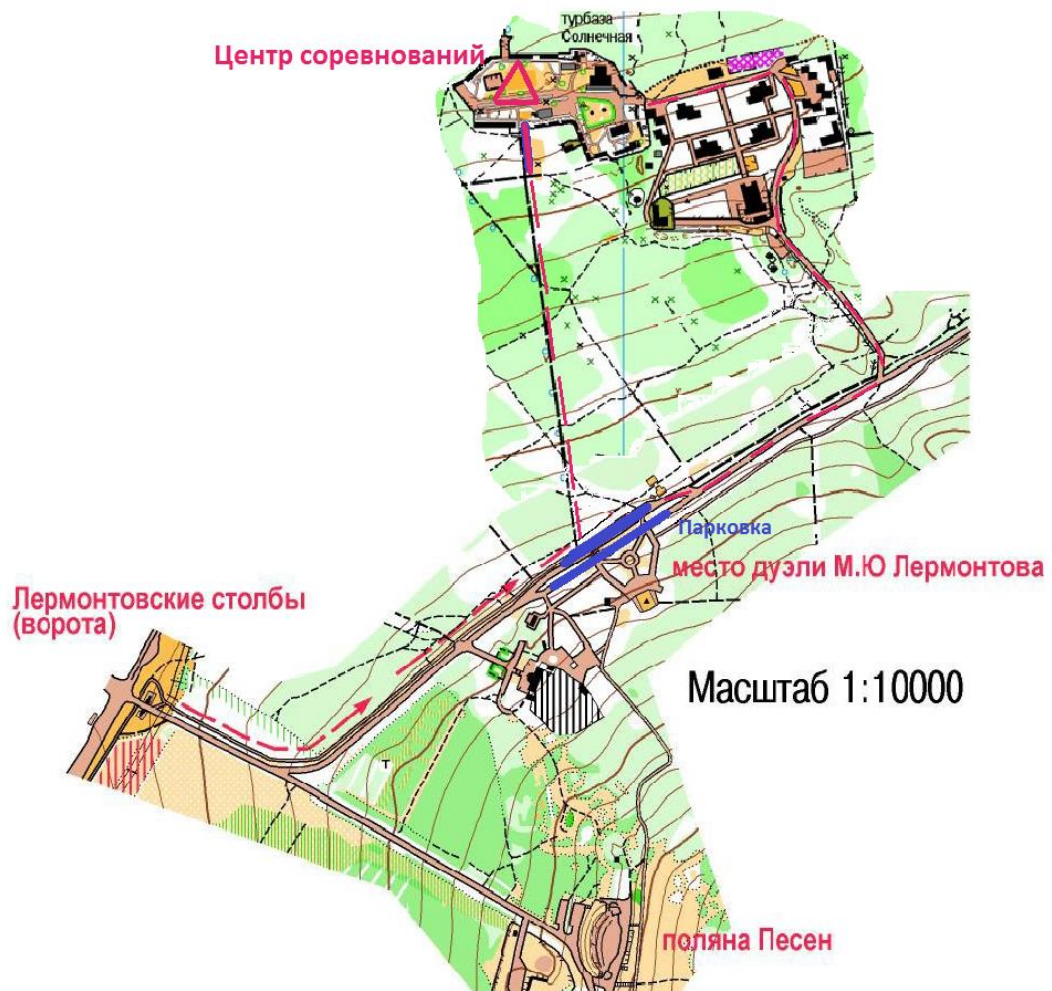 турбаза
Солнечная
Центр соревнований
Парковка
место дуэли М.Ю Лермонтова
Лермонтовские столбы
(ворота)
Масштаб 1:10000
Т
поляна Песен